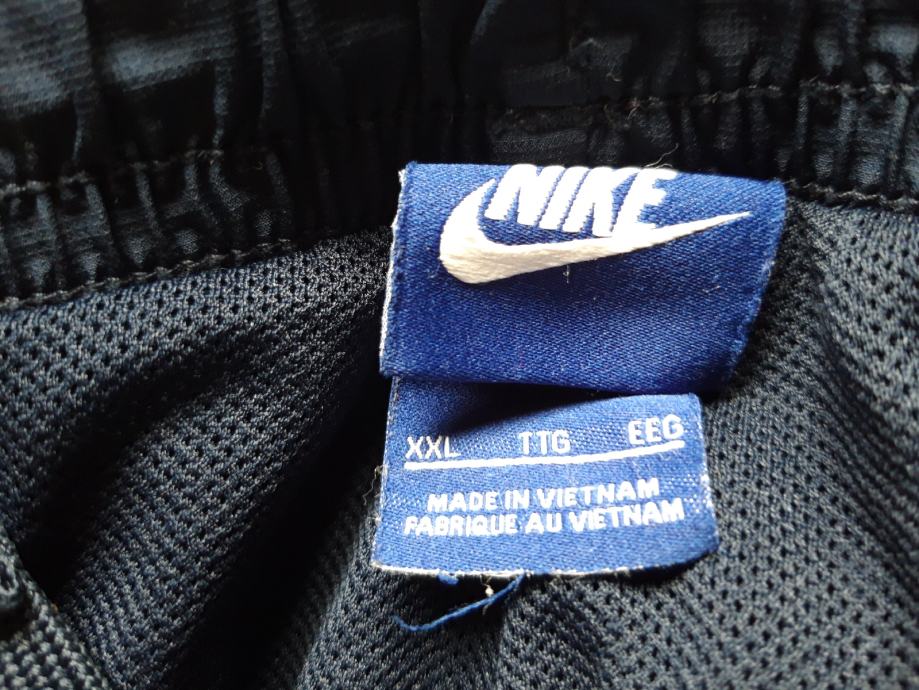 NIKE
XXL TTG EEG
MADE IN VIETNAM
FABRIQUE AU VIETNAM